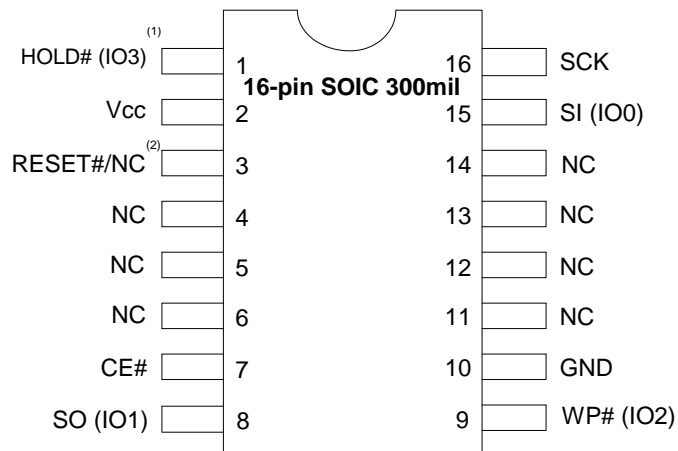 (1)
HOLD# (IO3) 1 16 SCK
16-pin SOIC 300mil
Vcc 2 15 SI (IO0)
RESET#/NC (2) 3 14 NC
NC 4 13 NC
NC 5 12 NC
NC 6 11 NC
CE# 7 10 GND
SO (IO1) 8 9 WP# (IO2)